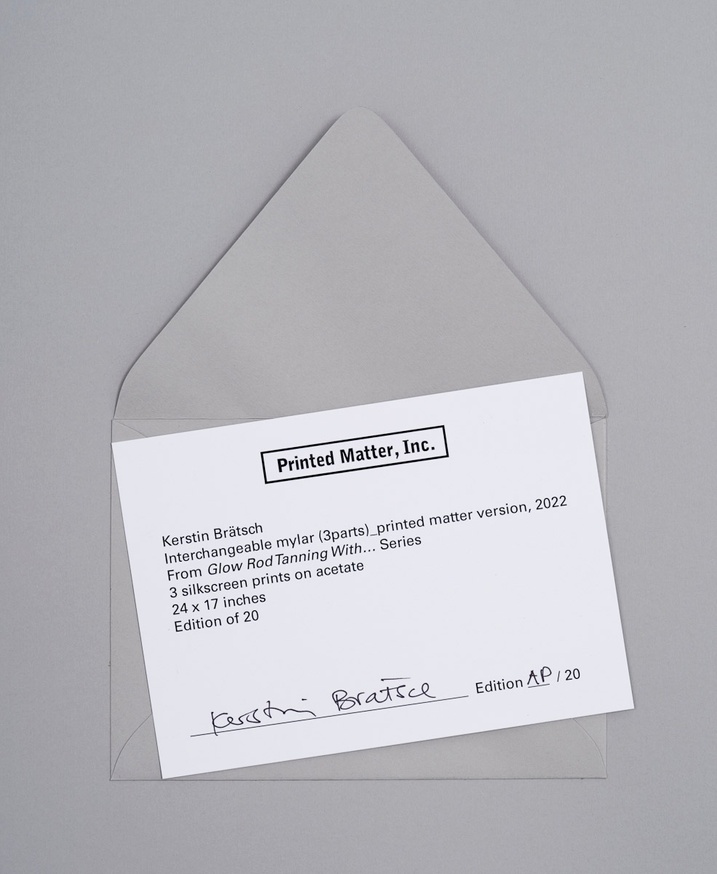 Printed Matter, Inc.
Kerstin Brätsch
Interchangeable mylar (3parts)_printed matter version, 2022
From Glow Rod Tanning With... Series
3 silkscreen prints on acetate
24 x 17 inches
Edition of 20
Kerstin Brätsch Edition AP / 20